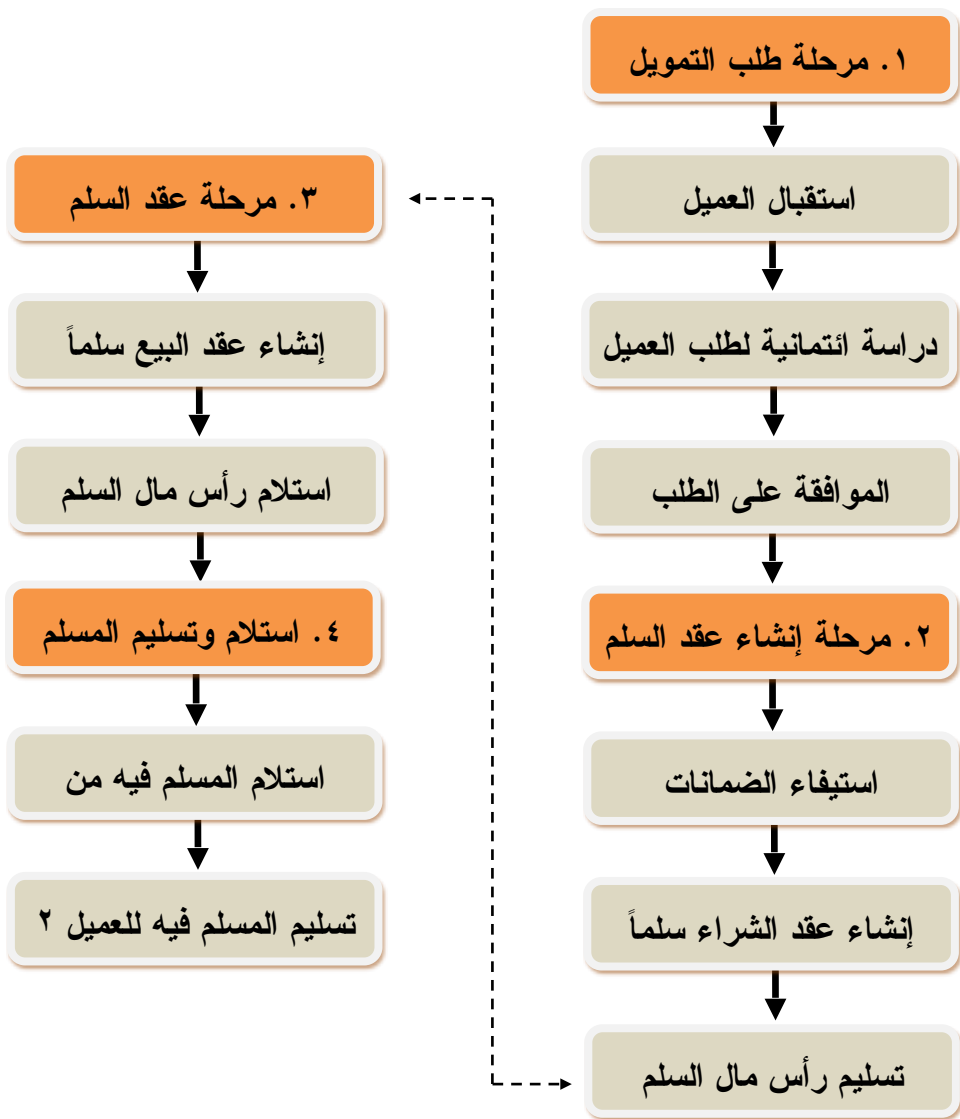 ١. مرحلة طلب التمويل
استقبال العميل
دراسة ائتمانية لطلب العميل
الموافقة على الطلب
٢. مرحلة إنشاء عقد السلم
استيفاء الضمانات
إنشاء عقد الشراء سلماً
تسليم رأس مال السلم
٣. مرحلة عقد السلم
إنشاء عقد البيع سلماً
استلام رأس مال السلم
٤. استلام وتسليم المسلم
استلام المسلم فيه من
تسليم المسلم فيه للعميل ٢